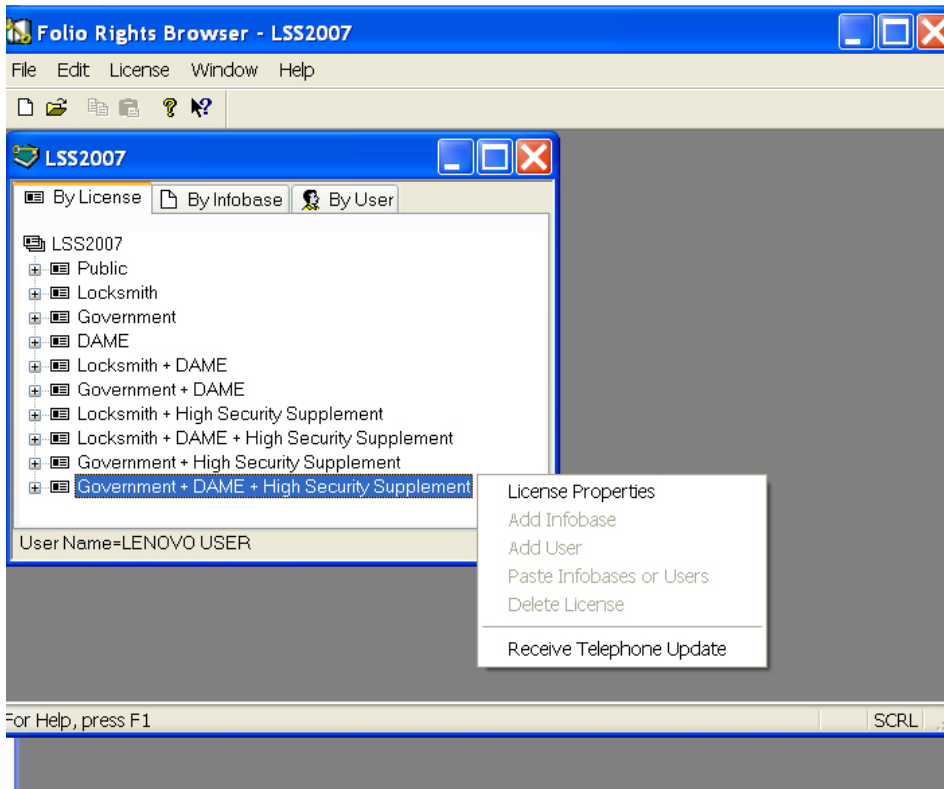 Folio Rights Browser - LSS2007
File Edit License Window Help
LSS2007
By License By Infobase By User
LSS2007
Public
Locksmith
Government
DAME
Locksmith + DAME
Government + DAME
Locksmith + High Security Supplement
Locksmith + DAME + High Security Supplement
Government + High Security Supplement
Government + DAME + High Security Supplement
License Properties
Add Infobase
Add User
Paste Infobases or Users
Delete License
Receive Telephone Update
User Name=LENOVO USER
For Help, press F1 SCRL